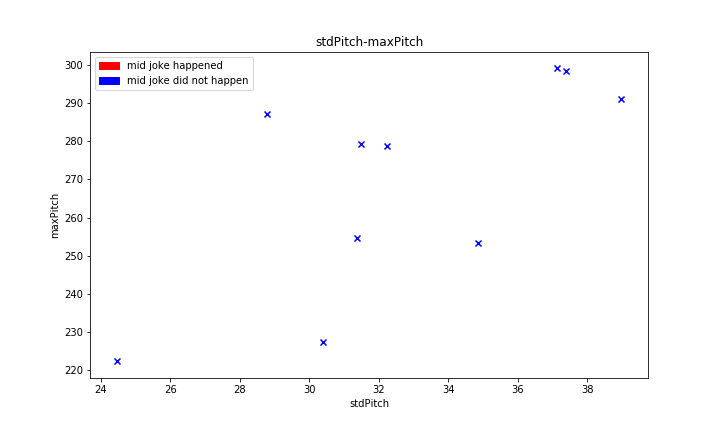 stdPitch-maxPitch
mid joke happened
mid joke did not happen
300
290
280
270
260
250
240
230
220
maxPitch
24 26 28 30 32 34 36 38
stdPitch